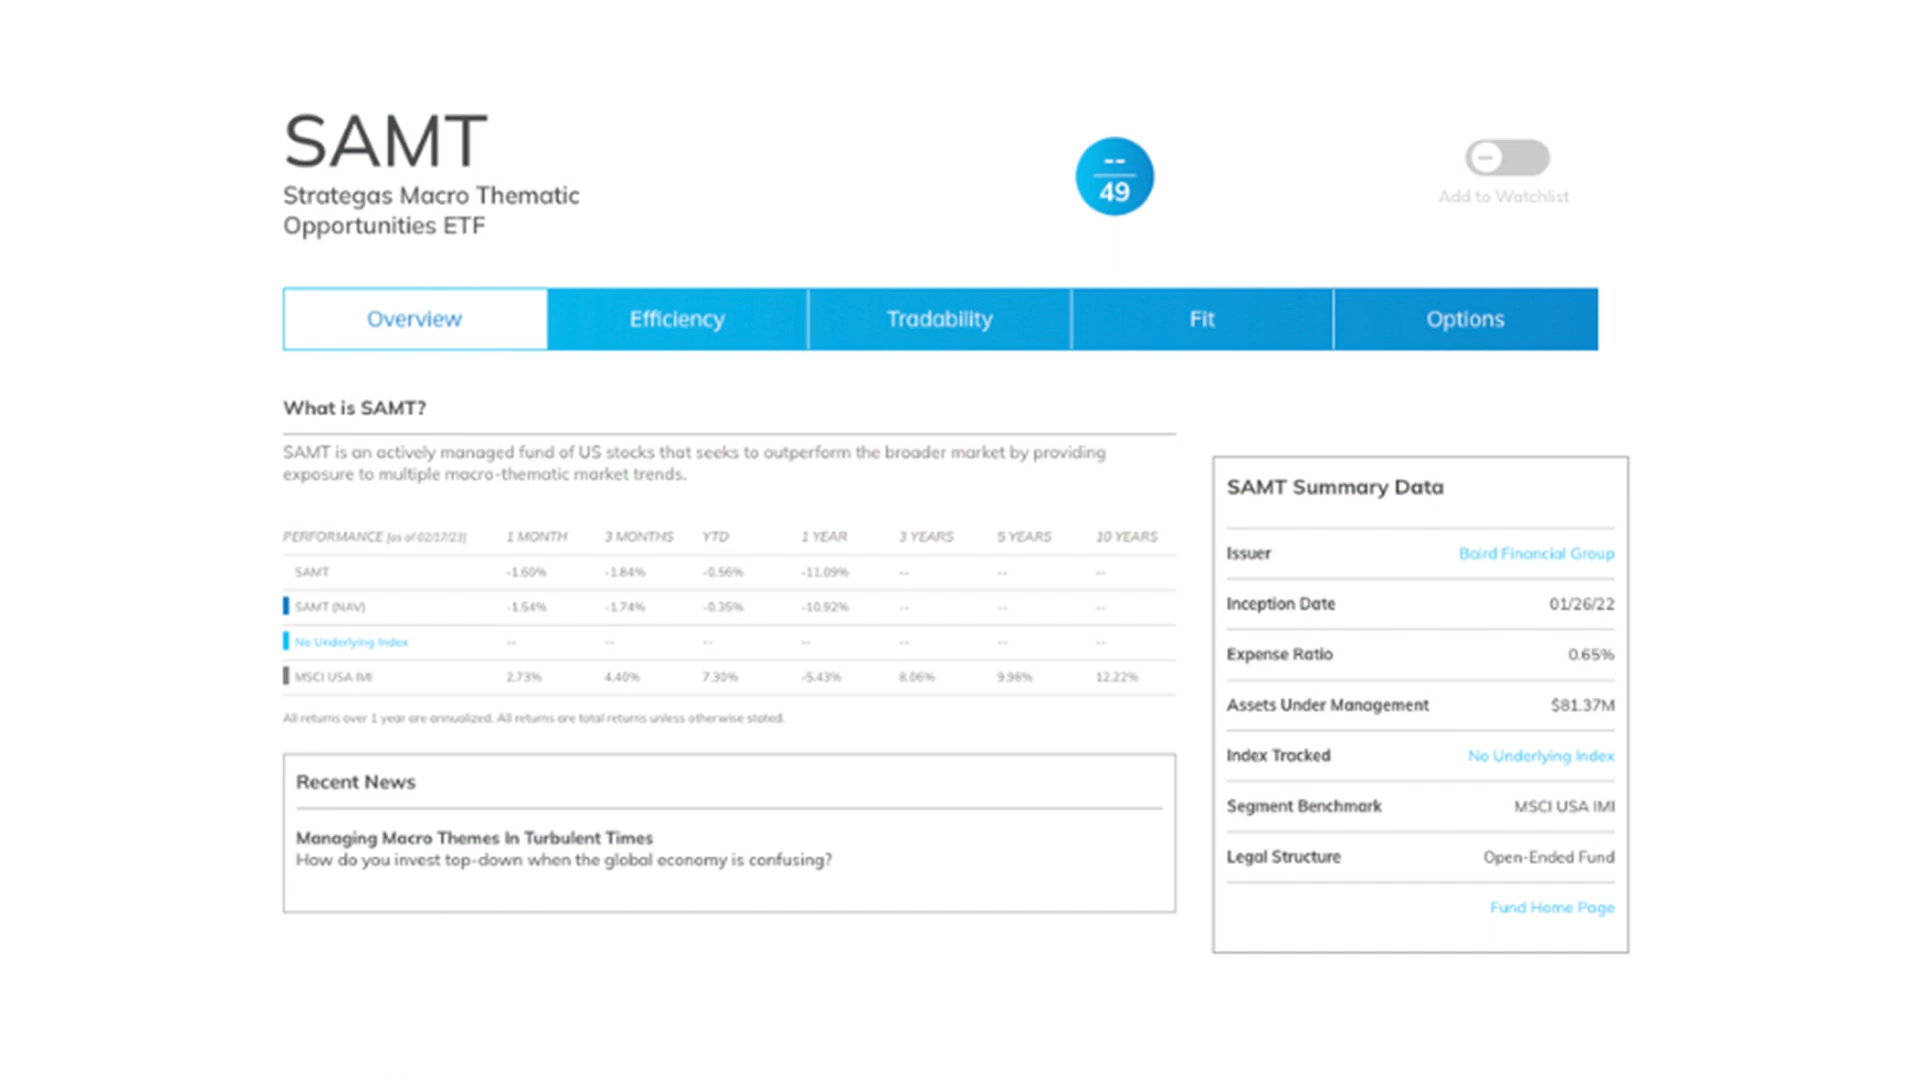 SAMT
Strategas Macro Thematic
Opportunities ETF
--
49
Add to Watchlist
Overview Efficiency Tradability Fit Options
What is SAMT?
SAMT is an actively managed fund of US stocks that seeks to outperform the broader market by providing
exposure to multiple macro-thematic market trends.
PERFORMANCE [as of 02/17/23] 1 MONTH 3 MONTHS YTD 1 YEAR 3 YEARS 5 YEARS 10 YEARS
SAMT -1.60% -1.84% -0.56% -11.09% -- -- --
SAMT (NAV) -1.54% -1.74% -0.35% -10.92% -- -- --
No Underlying Index -- -- -- -- -- -- --
MSCI USA IMI 2.73% 4.40% 7.30% -5.43% 8.06% 9.98% 12.22%
All returns over 1 year are annualized. All returns are total returns unless otherwise stated.
Recent News
Managing Macro Themes In Turbulent Times
How do you invest top-down when the global economy is confusing?
SAMT Summary Data
Issuer Baird Financial Group
Inception Date 01/26/22
Expense Ratio 0.65%
Assets Under Management $81.37M
Index Tracked No Underlying Index
Segment Benchmark MSCI USA IMI
Legal Structure Open-Ended Fund
Fund Home Page